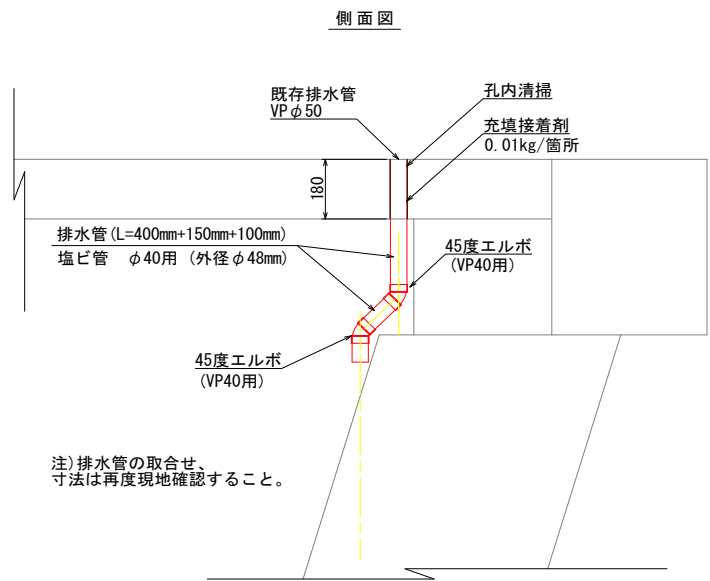 側面図
既存排水管
VPφ50
孔内清掃
充填接着剤
0.01kg/箇所
180
排水管(L=400mm+150mm+100mm)
塩ビ管 φ40用 (外径φ48mm)
45度エルボ
(VP40用)
45度エルボ
(VP40用)
注)排水管の取合せ、
寸法は再度現地確認すること。